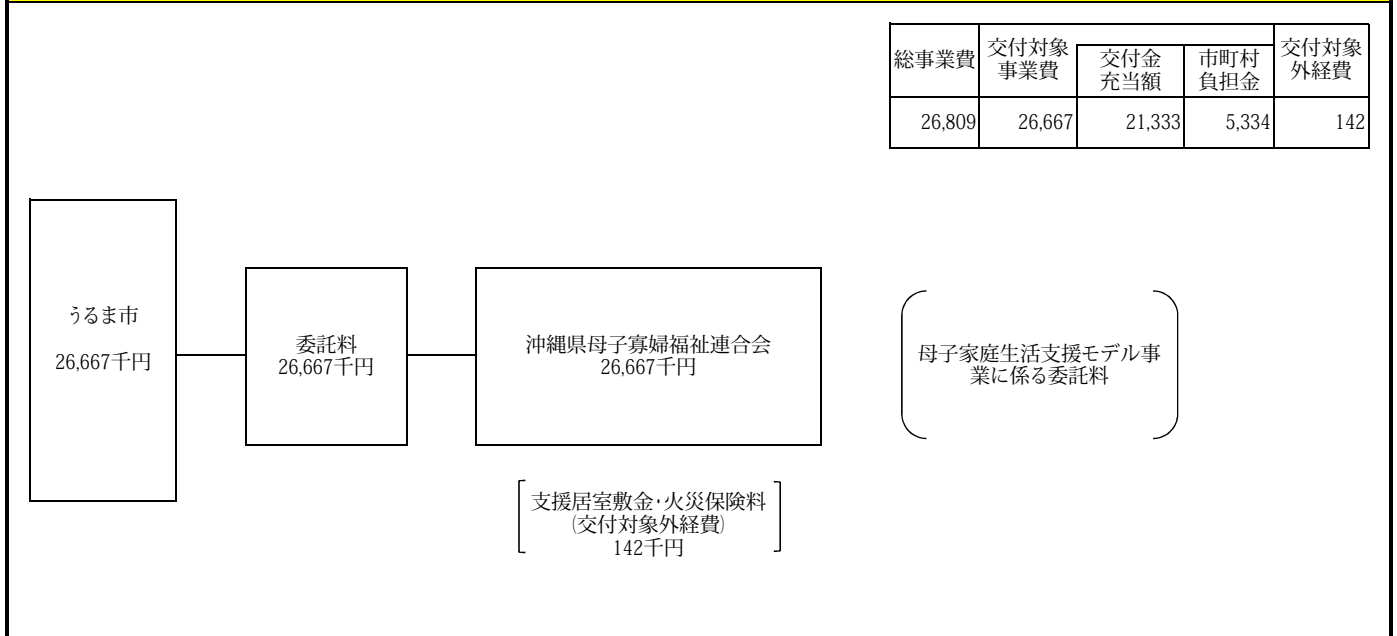 総事業費
交付対象
事業費
交付金
充当額
市町村
負担金
交付対象
外経費
26,809 26,667 21,333 5,334 142
うるま市
26,667千円
委託料
26,667千円
沖縄県母子寡婦福祉連合会
26,667千円
母子家庭生活支援モデル事
業に係る委託料
支援居室敷金・火災保険料
(交付対象外経費)
142千円